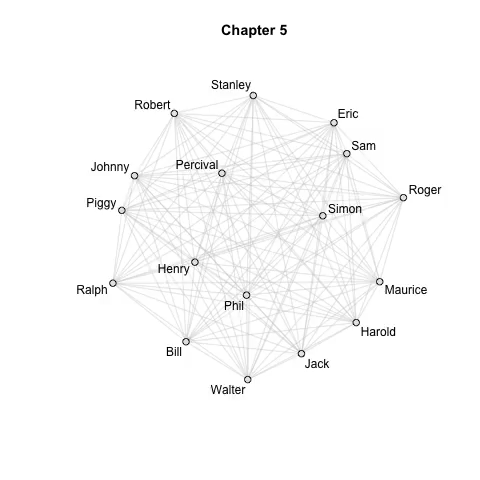 Chapter 5
Stanley
Robert
Eric
Sam
Johnny
Percival
Roger
Piggy
Simon
Henry
Ralph
Maurice
Phil
Harold
Bill
Jack
Walter